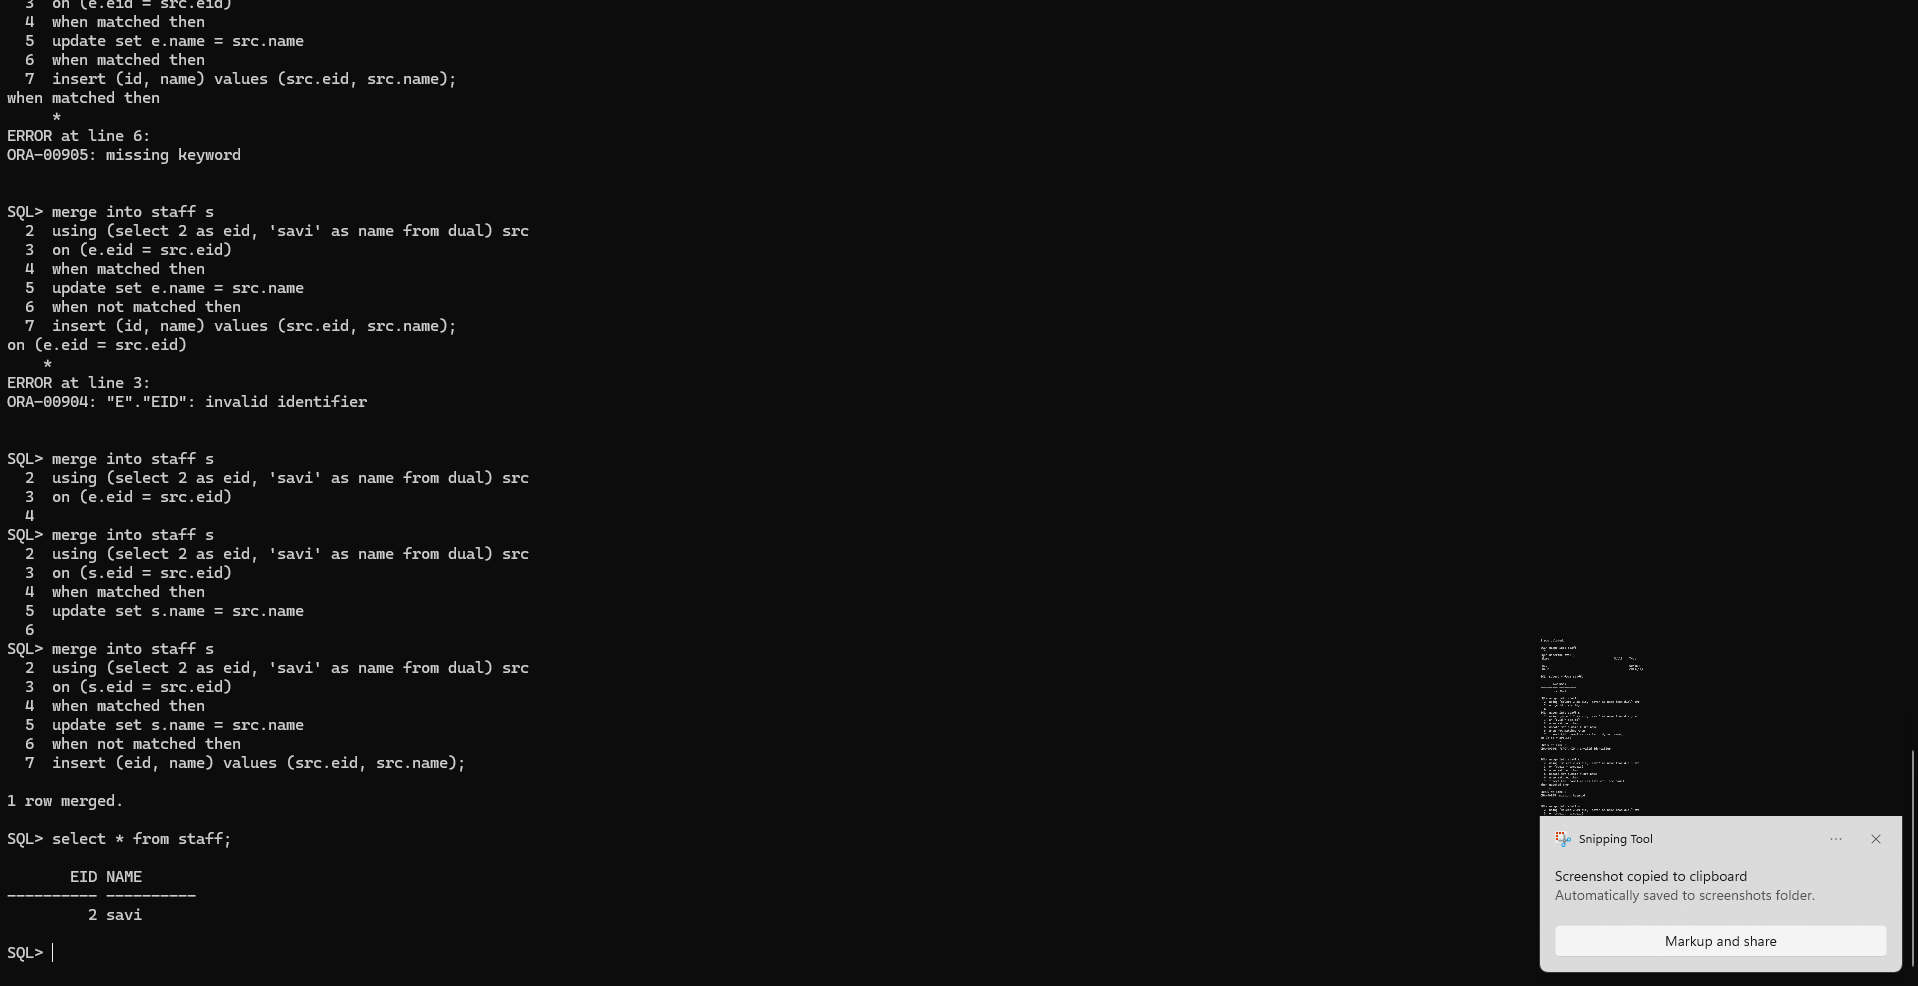 3  on (e.eid = src.eid)
  4  when matched then
  5  update set e.name = src.name
  6  when matched then
  7  insert (id, name) values (src.eid, src.name);
when matched then
     *
ERROR at line 6:
ORA-00905: missing keyword
SQL> merge into staff s
  2  using (select 2 as eid, 'savi' as name from dual) src
  3  on (e.eid = src.eid)
  4  when matched then
  5  update set e.name = src.name
  6  when not matched then
  7  insert (id, name) values (src.eid, src.name);
on (e.eid = src.eid)
    *
ERROR at line 3:
ORA-00904: "E"."EID": invalid identifier
SQL> merge into staff s
  2  using (select 2 as eid, 'savi' as name from dual) src
  3  on (e.eid = src.eid)
  4
SQL> merge into staff s
  2  using (select 2 as eid, 'savi' as name from dual) src
  3  on (s.eid = src.eid)
  4  when matched then
  5  update set s.name = src.name
  6
SQL> merge into staff s
  2  using (select 2 as eid, 'savi' as name from dual) src
  3  on (s.eid = src.eid)
  4  when matched then
  5  update set s.name = src.name
  6  when not matched then
  7  insert (eid, name) values (src.eid, src.name);
1 row merged.
SQL> select * from staff;
       EID NAME
---------- ----------
         2 savi
SQL>
Snipping Tool
Screenshot copied to clipboard
Automatically saved to screenshots folder.
Markup and share